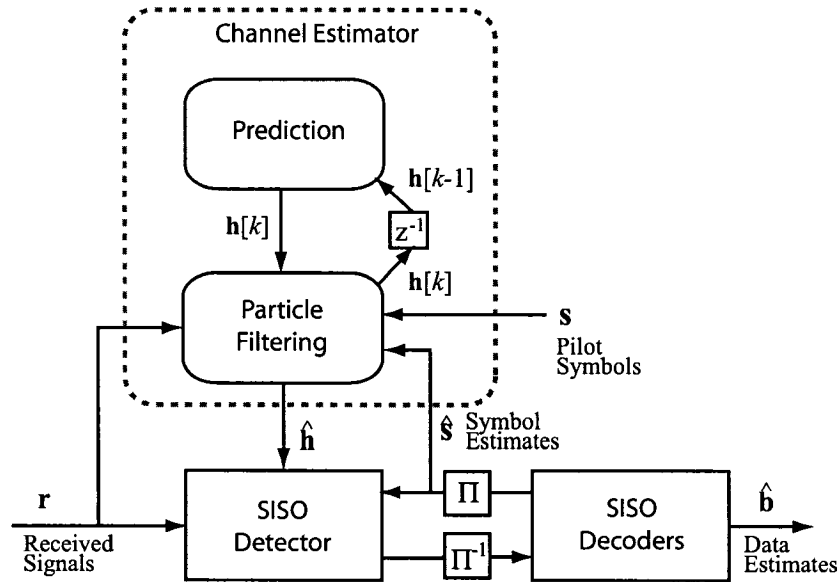 Channel Estimator
Prediction
h[k-1]
h[k]
z⁻¹
h[k]
Particle
Filtering
s
Pilot
Symbols
ĥ
ŝ
Symbol
Estimates
r
Received
Signals
SISO
Detector
Π
Π⁻¹
SISO
Decoders
b̂
Data
Estimates